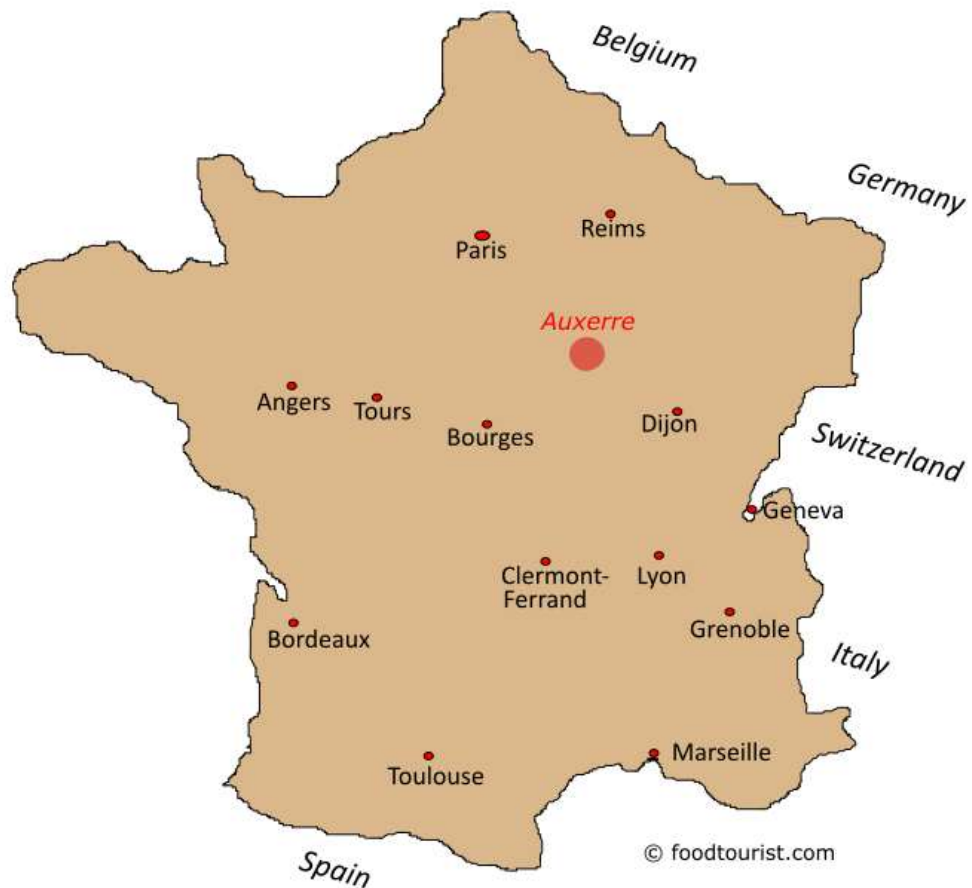 Belgium
Germany
Reims
Paris
Auxerre
Angers
Tours
Bourges
Dijon
Switzerland
Geneva
Clermont-
Ferrand
Lyon
Grenoble
Bordeaux
Italy
Marseille
Toulouse
Spain
© foodtourist.com